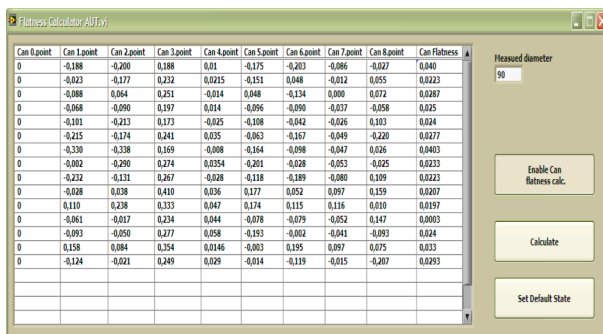 Flatness Calculator AUT.vi
Can 0.point Can 1.point Can 2.point Can 3.point Can 4.point Can 5.point Can 6.point Can 7.point Can 8.point Can Flatness
Measued diameter
0 -0,188 -0,200 0,188 0,01 -0,175 -0,203 -0,086 -0,027 0,040
90
0 -0,023 -0,177 0,232 0,0215 -0,151 0,048 -0,012 0,055 0,0223
0 -0,088 0,064 0,251 -0,014 0,048 -0,134 0,000 0,072 0,0287
0 -0,068 -0,090 0,197 0,014 -0,096 -0,090 -0,037 -0,058 0,025
0 -0,101 -0,213 0,173 -0,025 -0,108 -0,042 -0,026 0,103 0,024
0 -0,215 -0,174 0,241 0,035 -0,063 -0,167 -0,049 -0,220 0,0277
0 -0,330 -0,338 0,169 -0,008 -0,164 -0,098 -0,047 0,026 0,0403
0 -0,002 -0,290 0,274 0,0354 -0,201 -0,028 -0,053 -0,025 0,0233
0 -0,232 -0,131 0,267 -0,028 -0,118 -0,189 -0,080 0,109 0,0223
0 -0,028 0,038 0,410 0,036 0,177 0,052 0,097 0,159 0,0207
0 0,110 0,238 0,333 0,047 0,174 0,115 0,116 0,010 0,0197
0 -0,061 -0,017 0,234 0,044 -0,078 -0,079 -0,052 0,147 0,0003
0 -0,093 -0,050 0,277 0,058 -0,193 -0,002 -0,041 -0,093 0,024
0 0,158 0,084 0,354 0,0146 -0,003 0,195 0,097 0,075 0,033
0 -0,124 -0,021 0,249 0,029 -0,014 -0,119 -0,015 -0,207 0,0293
Enable Can
flatness calc.
Calculate
Set Default State